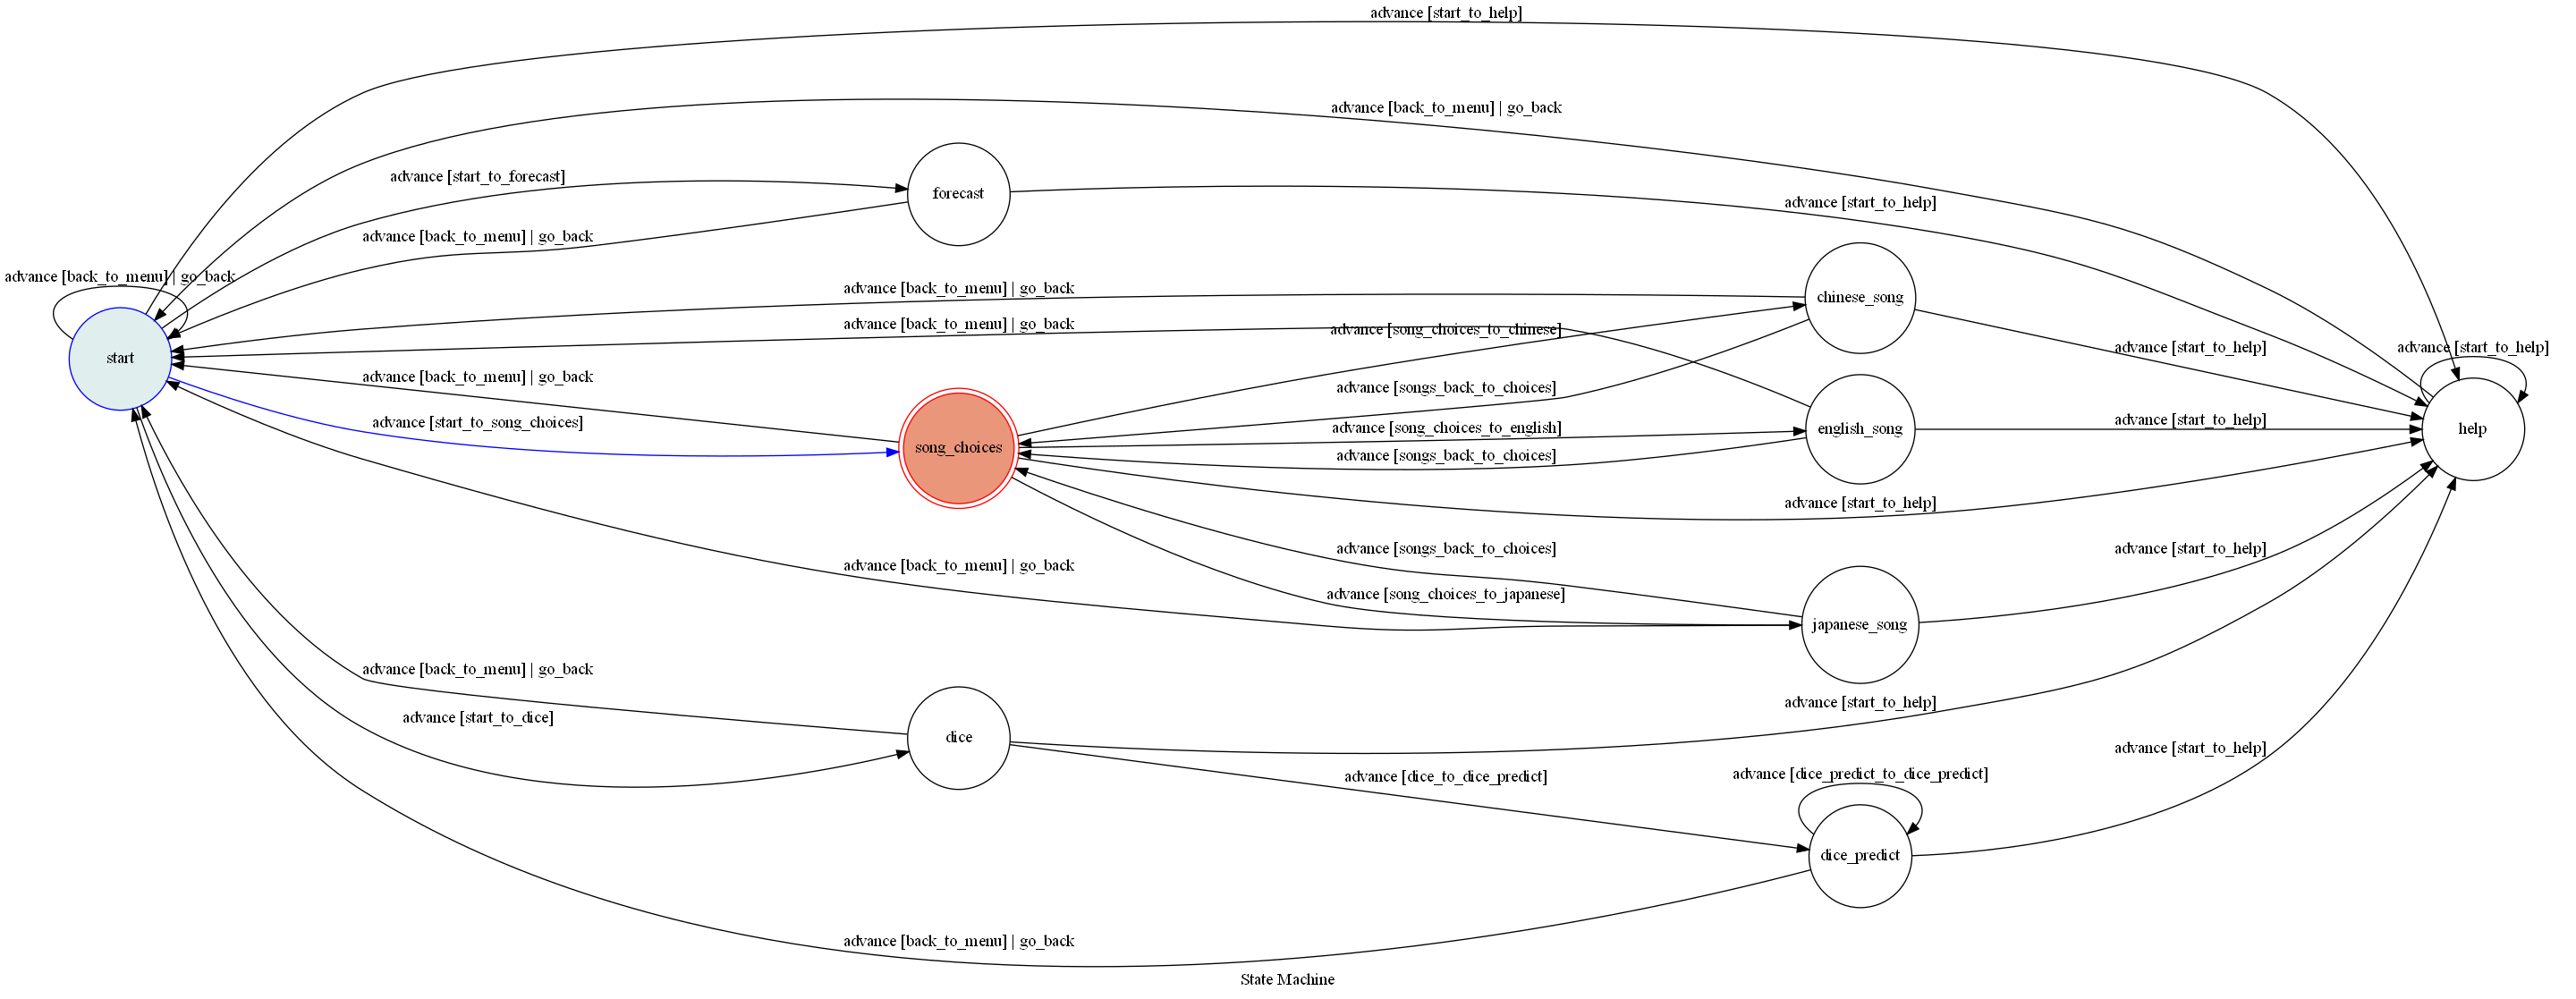 advance [start_to_help]
advance [back_to_menu] | go_back
advance [start_to_forecast]
forecast
advance [start_to_help]
advance [back_to_menu] | go_back
advance [back_to_menu] | go_back
advance [back_to_menu] | go_back
chinese_song
advance [back_to_menu] | go_back
advance [song_choices_to_chinese]
advance [start_to_help]
advance [start_to_help]
start
advance [back_to_menu] | go_back
advance [songs_back_to_choices]
advance [start_to_song_choices]
advance [song_choices_to_english]
english_song
advance [start_to_help]
help
song_choices
advance [songs_back_to_choices]
advance [start_to_help]
advance [songs_back_to_choices]
advance [start_to_help]
advance [back_to_menu] | go_back
advance [song_choices_to_japanese]
japanese_song
advance [back_to_menu] | go_back
advance [start_to_help]
advance [start_to_dice]
dice
advance [start_to_help]
advance [dice_to_dice_predict]
advance [dice_predict_to_dice_predict]
dice_predict
advance [back_to_menu] | go_back
State Machine